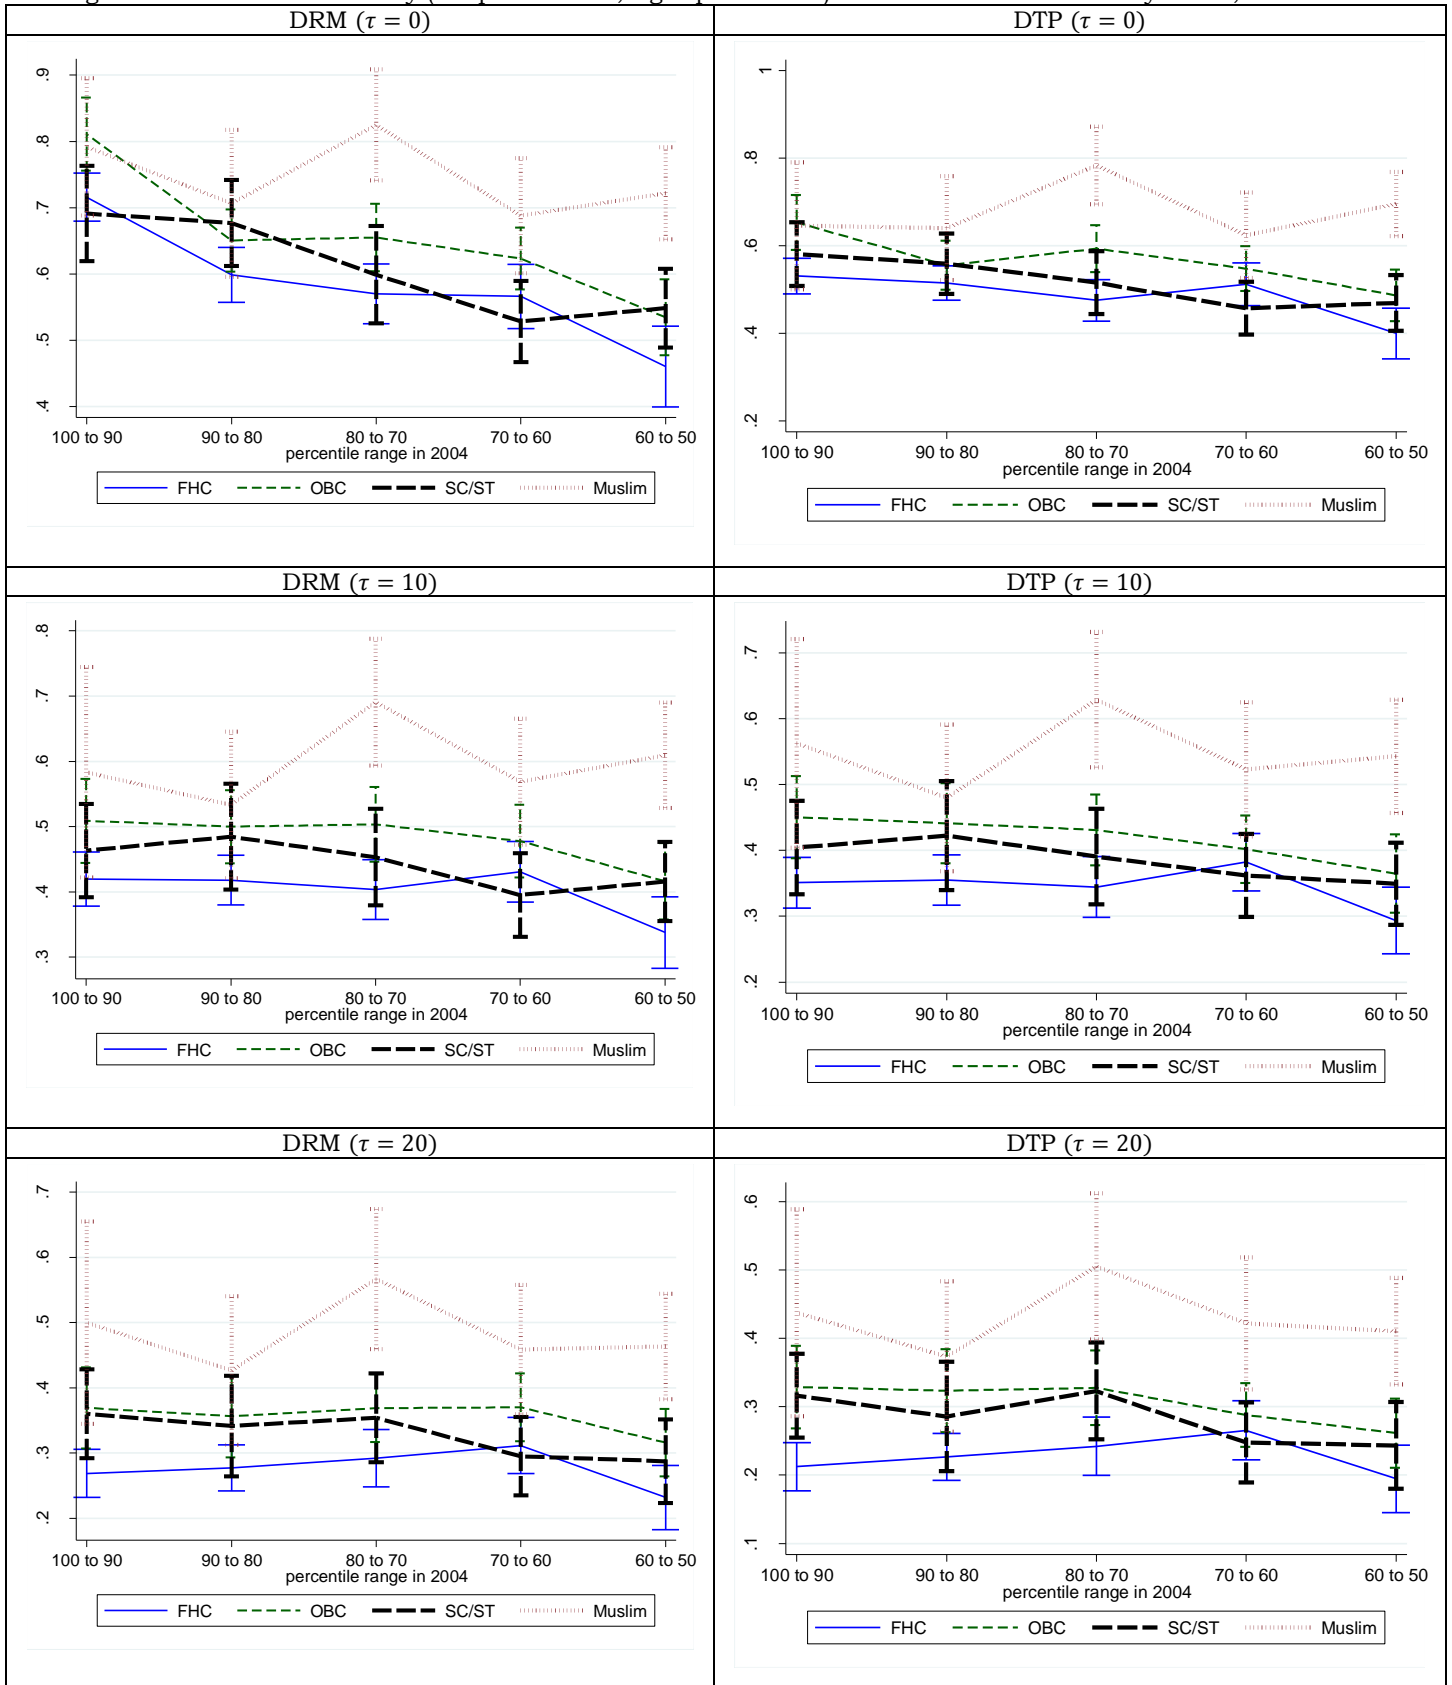 DRM (τ = 0)
DTP (τ = 0)
.9
.8
.7
.6
.5
.4
100 to 90
90 to 80
80 to 70
70 to 60
60 to 50
percentile range in 2004
FHC
OBC
SC/ST
Muslim
1
.8
.6
.4
.2
100 to 90
90 to 80
80 to 70
70 to 60
60 to 50
percentile range in 2004
FHC
OBC
SC/ST
Muslim
DRM (τ = 10)
DTP (τ = 10)
.8
.7
.6
.5
.4
.3
100 to 90
90 to 80
80 to 70
70 to 60
60 to 50
percentile range in 2004
FHC
OBC
SC/ST
Muslim
.7
.6
.5
.4
.3
.2
100 to 90
90 to 80
80 to 70
70 to 60
60 to 50
percentile range in 2004
FHC
OBC
SC/ST
Muslim
DRM (τ = 20)
DTP (τ = 20)
.7
.6
.5
.4
.3
.2
100 to 90
90 to 80
80 to 70
70 to 60
60 to 50
percentile range in 2004
FHC
OBC
SC/ST
Muslim
.6
.5
.4
.3
.2
.1
100 to 90
90 to 80
80 to 70
70 to 60
60 to 50
percentile range in 2004
FHC
OBC
SC/ST
Muslim